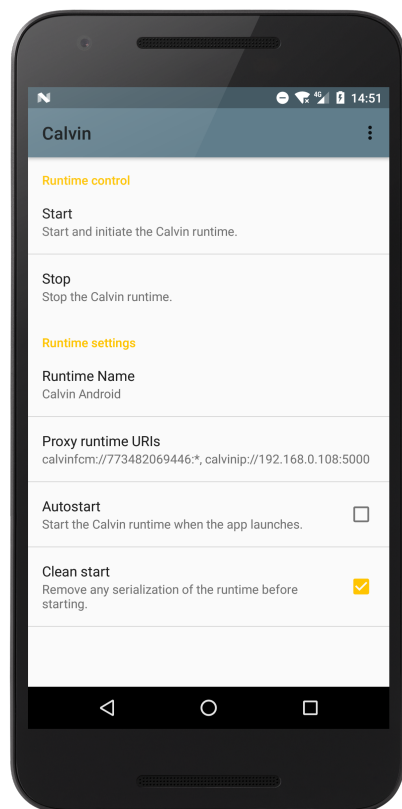 4G
14:51
Calvin
Runtime control
Start
Start and initiate the Calvin runtime.
Stop
Stop the Calvin runtime.
Runtime settings
Runtime Name
Calvin Android
Proxy runtime URIs
calvinfcm://773482069446:*, calvinip://192.168.0.108:5000
Autostart
Start the Calvin runtime when the app launches.
Clean start
Remove any serialization of the runtime before
starting.